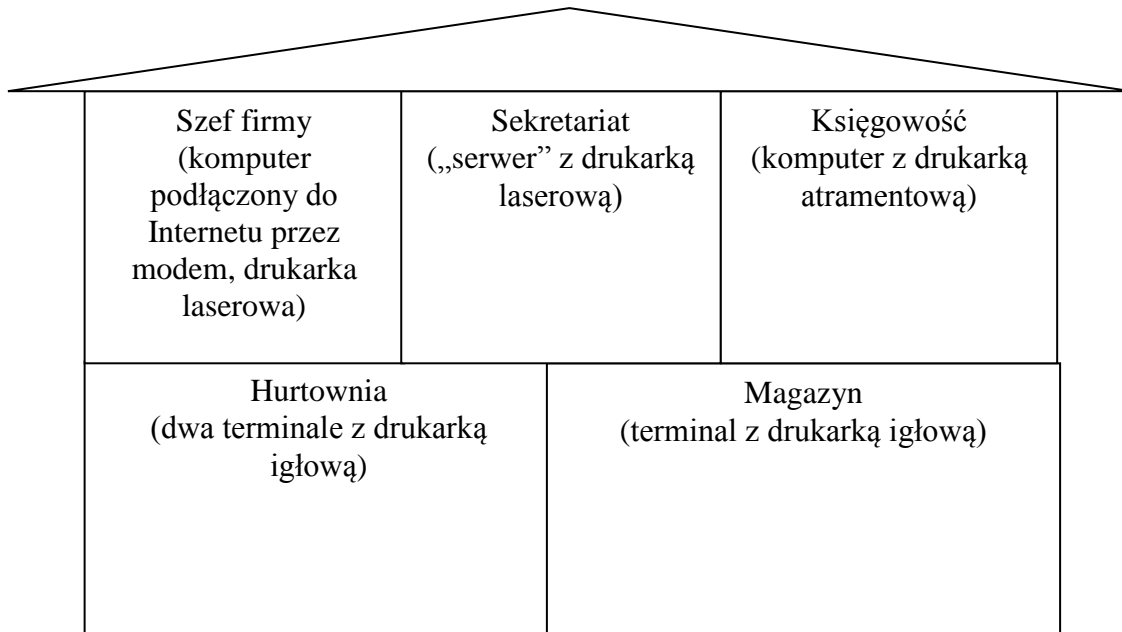 Szef firmy
(komputer
podłączony do
Internetu przez
modem, drukarka
laserowa)
Sekretariat
(„serwer” z drukarką
laserową)
Księgowość
(komputer z drukarką
atramentową)
Hurtownia
(dwa terminale z drukarką
igłową)
Magazyn
(terminal z drukarką igłową)